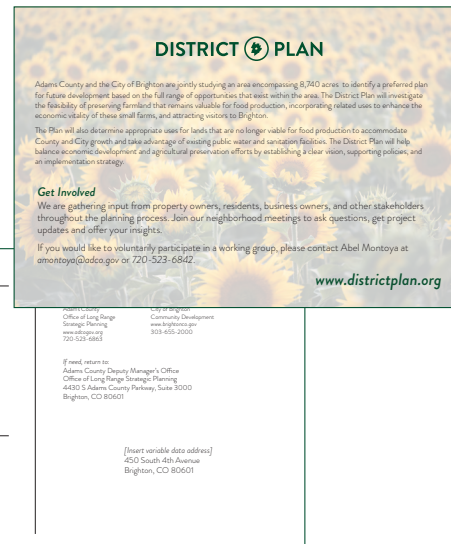 DISTRICT PLAN
Adams County and the City of Brighton are jointly studying an area encompassing 8,740 acres to identify a preferred plan
for future development based on the full range of opportunities that exist within the area. The District Plan will investigate
the feasibility of preserving farmland that remains valuable for food production, incorporating related uses to enhance the
economic vitality of these small farms, and attracting visitors to Brighton.
The Plan will also determine appropriate uses for lands that are no longer viable for food production to accommodate
County and City growth and take advantage of existing public water and sanitation facilities. The District Plan will help
balance economic development and agricultural preservation efforts by establishing a clear vision, supporting policies, and
an implementation strategy.
Get Involved
We are gathering input from property owners, residents, business owners, and other stakeholders
throughout the planning process. Join our neighborhood meetings to ask questions, get project
updates and offer your insights.
If you would like to voluntarily participate in a working group, please contact Abel Montoya at
amontoya@adco.gov or 720-523-6842.
www.districtplan.org
Adams County
Office of Long Range
Strategic Planning
www.adcogov.org
720-523-6863
City of Brighton
Community Development
www.brightonco.gov
303-655-2000
If need, return to:
Adams County Deputy Manager's Office
Office of Long Range Strategic Planning
4430 S Adams County Parkway, Suite 3000
Brighton, CO 80601
[Insert variable data address]
450 South 4th Avenue
Brighton, CO 80601